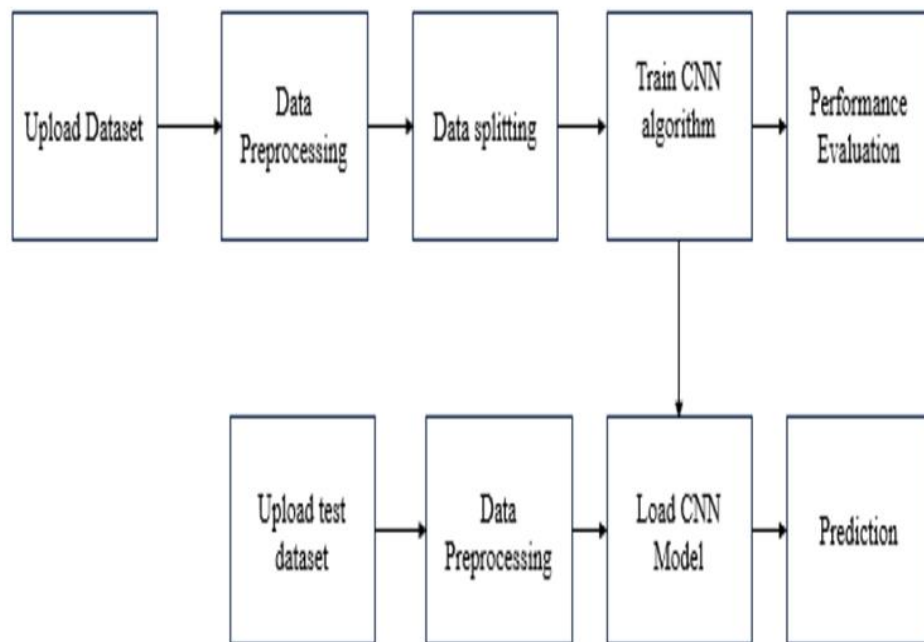 Upload Dataset
Data
Preprocessing
Data splitting
Train CNN
algorithm
Performance
Evaluation
Upload test
dataset
Data
Preprocessing
Load CNN
Model
Prediction